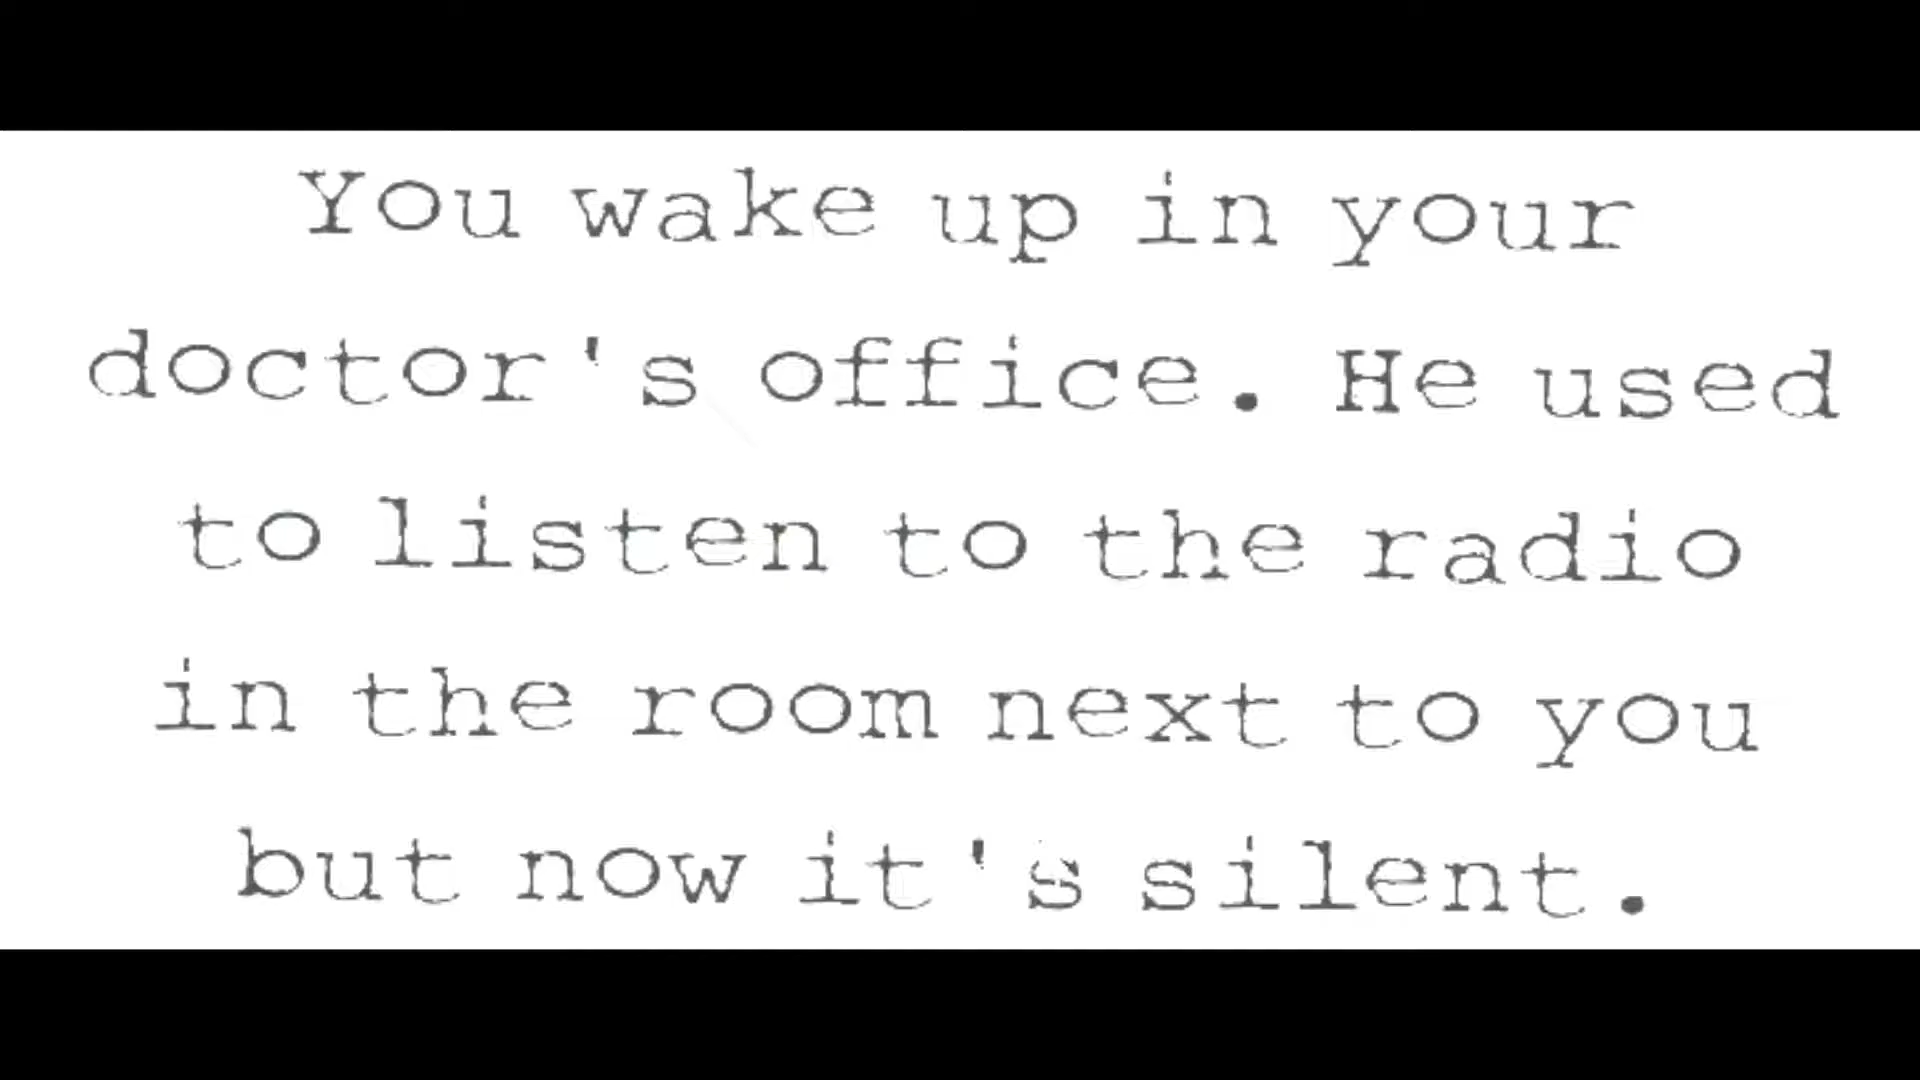 You wake up in your
doctor's office. He used
to listen to the radio
in the room next to you
but now it's silent.